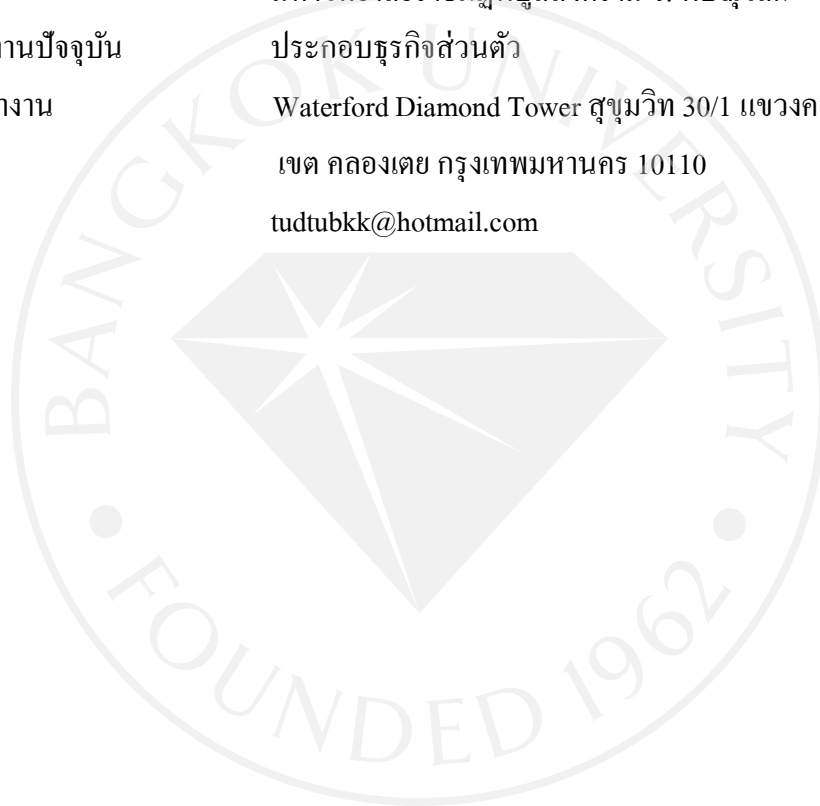 านปัจจุบัน ประกอบธุรกิจส่วนตัว
างาน Waterford Diamond Tower สุขุมวิท 30/1 แขวงค
เขต คลองเตย กรุงเทพมหานคร 10110
tudtubkk@hotmail.com
BANGKOK UNIVERSITY
FOUNDED 1962